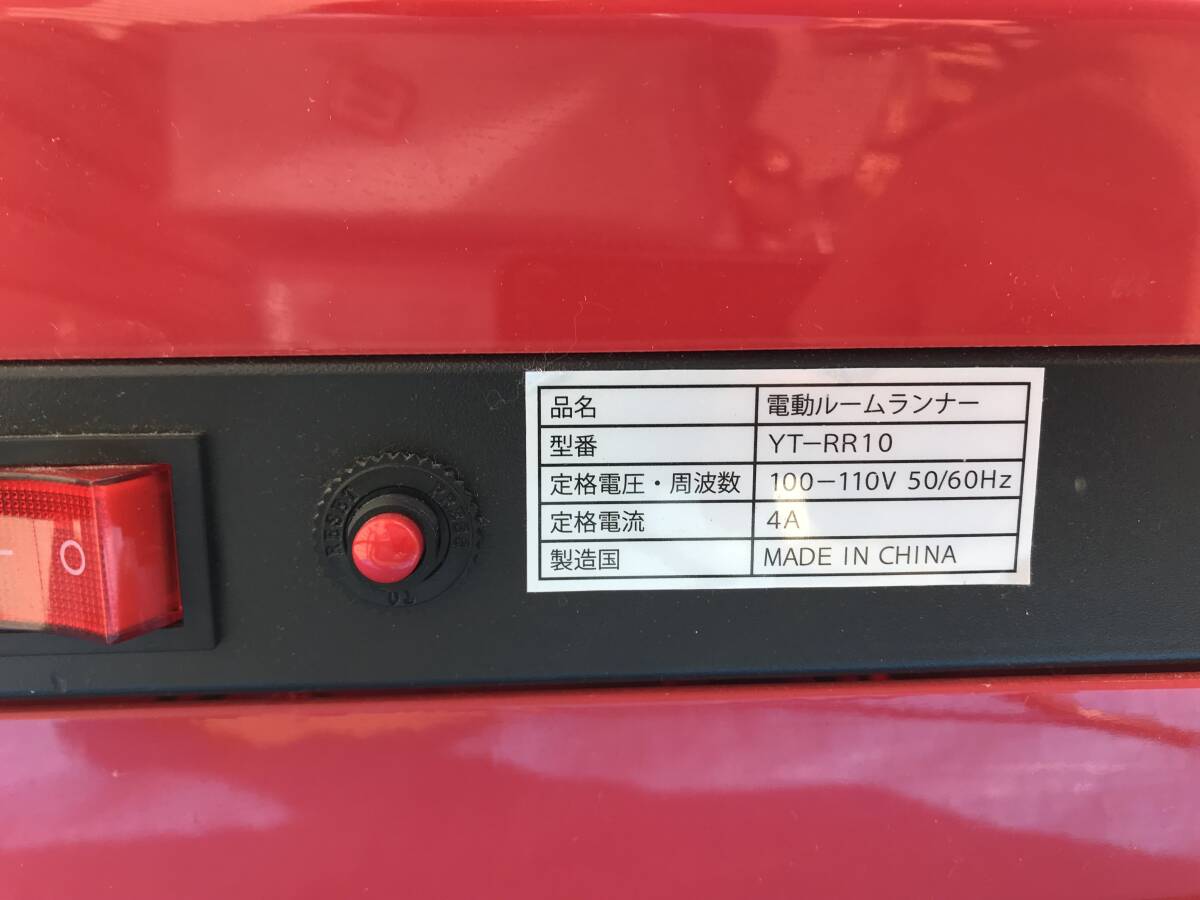 品名 電動ルームランナー
型番 YT-RR10
定格電圧・周波数 100-110V 50/60Hz
定格電流 4A
製造国 MADE IN CHINA
RESET